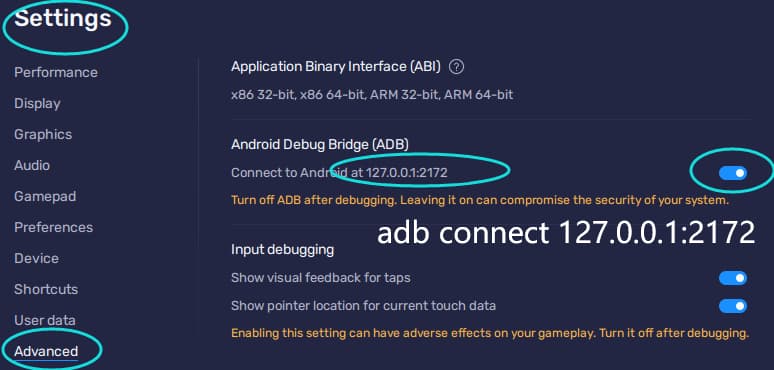 Settings
Performance
Display
Graphics
Audio
Gamepad
Preferences
Device
Shortcuts
User data
Advanced
Application Binary Interface (ABI) ?
x86 32-bit, x86 64-bit, ARM 32-bit, ARM 64-bit
Android Debug Bridge (ADB)
Connect to Android at 127.0.0.1:2172
Turn off ADB after debugging. Leaving it on can compromise the security of your system.
adb connect 127.0.0.1:2172
Input debugging
Show visual feedback for taps
Show pointer location for current touch data
Enabling this setting can have adverse effects on your gameplay. Turn it off after debugging.